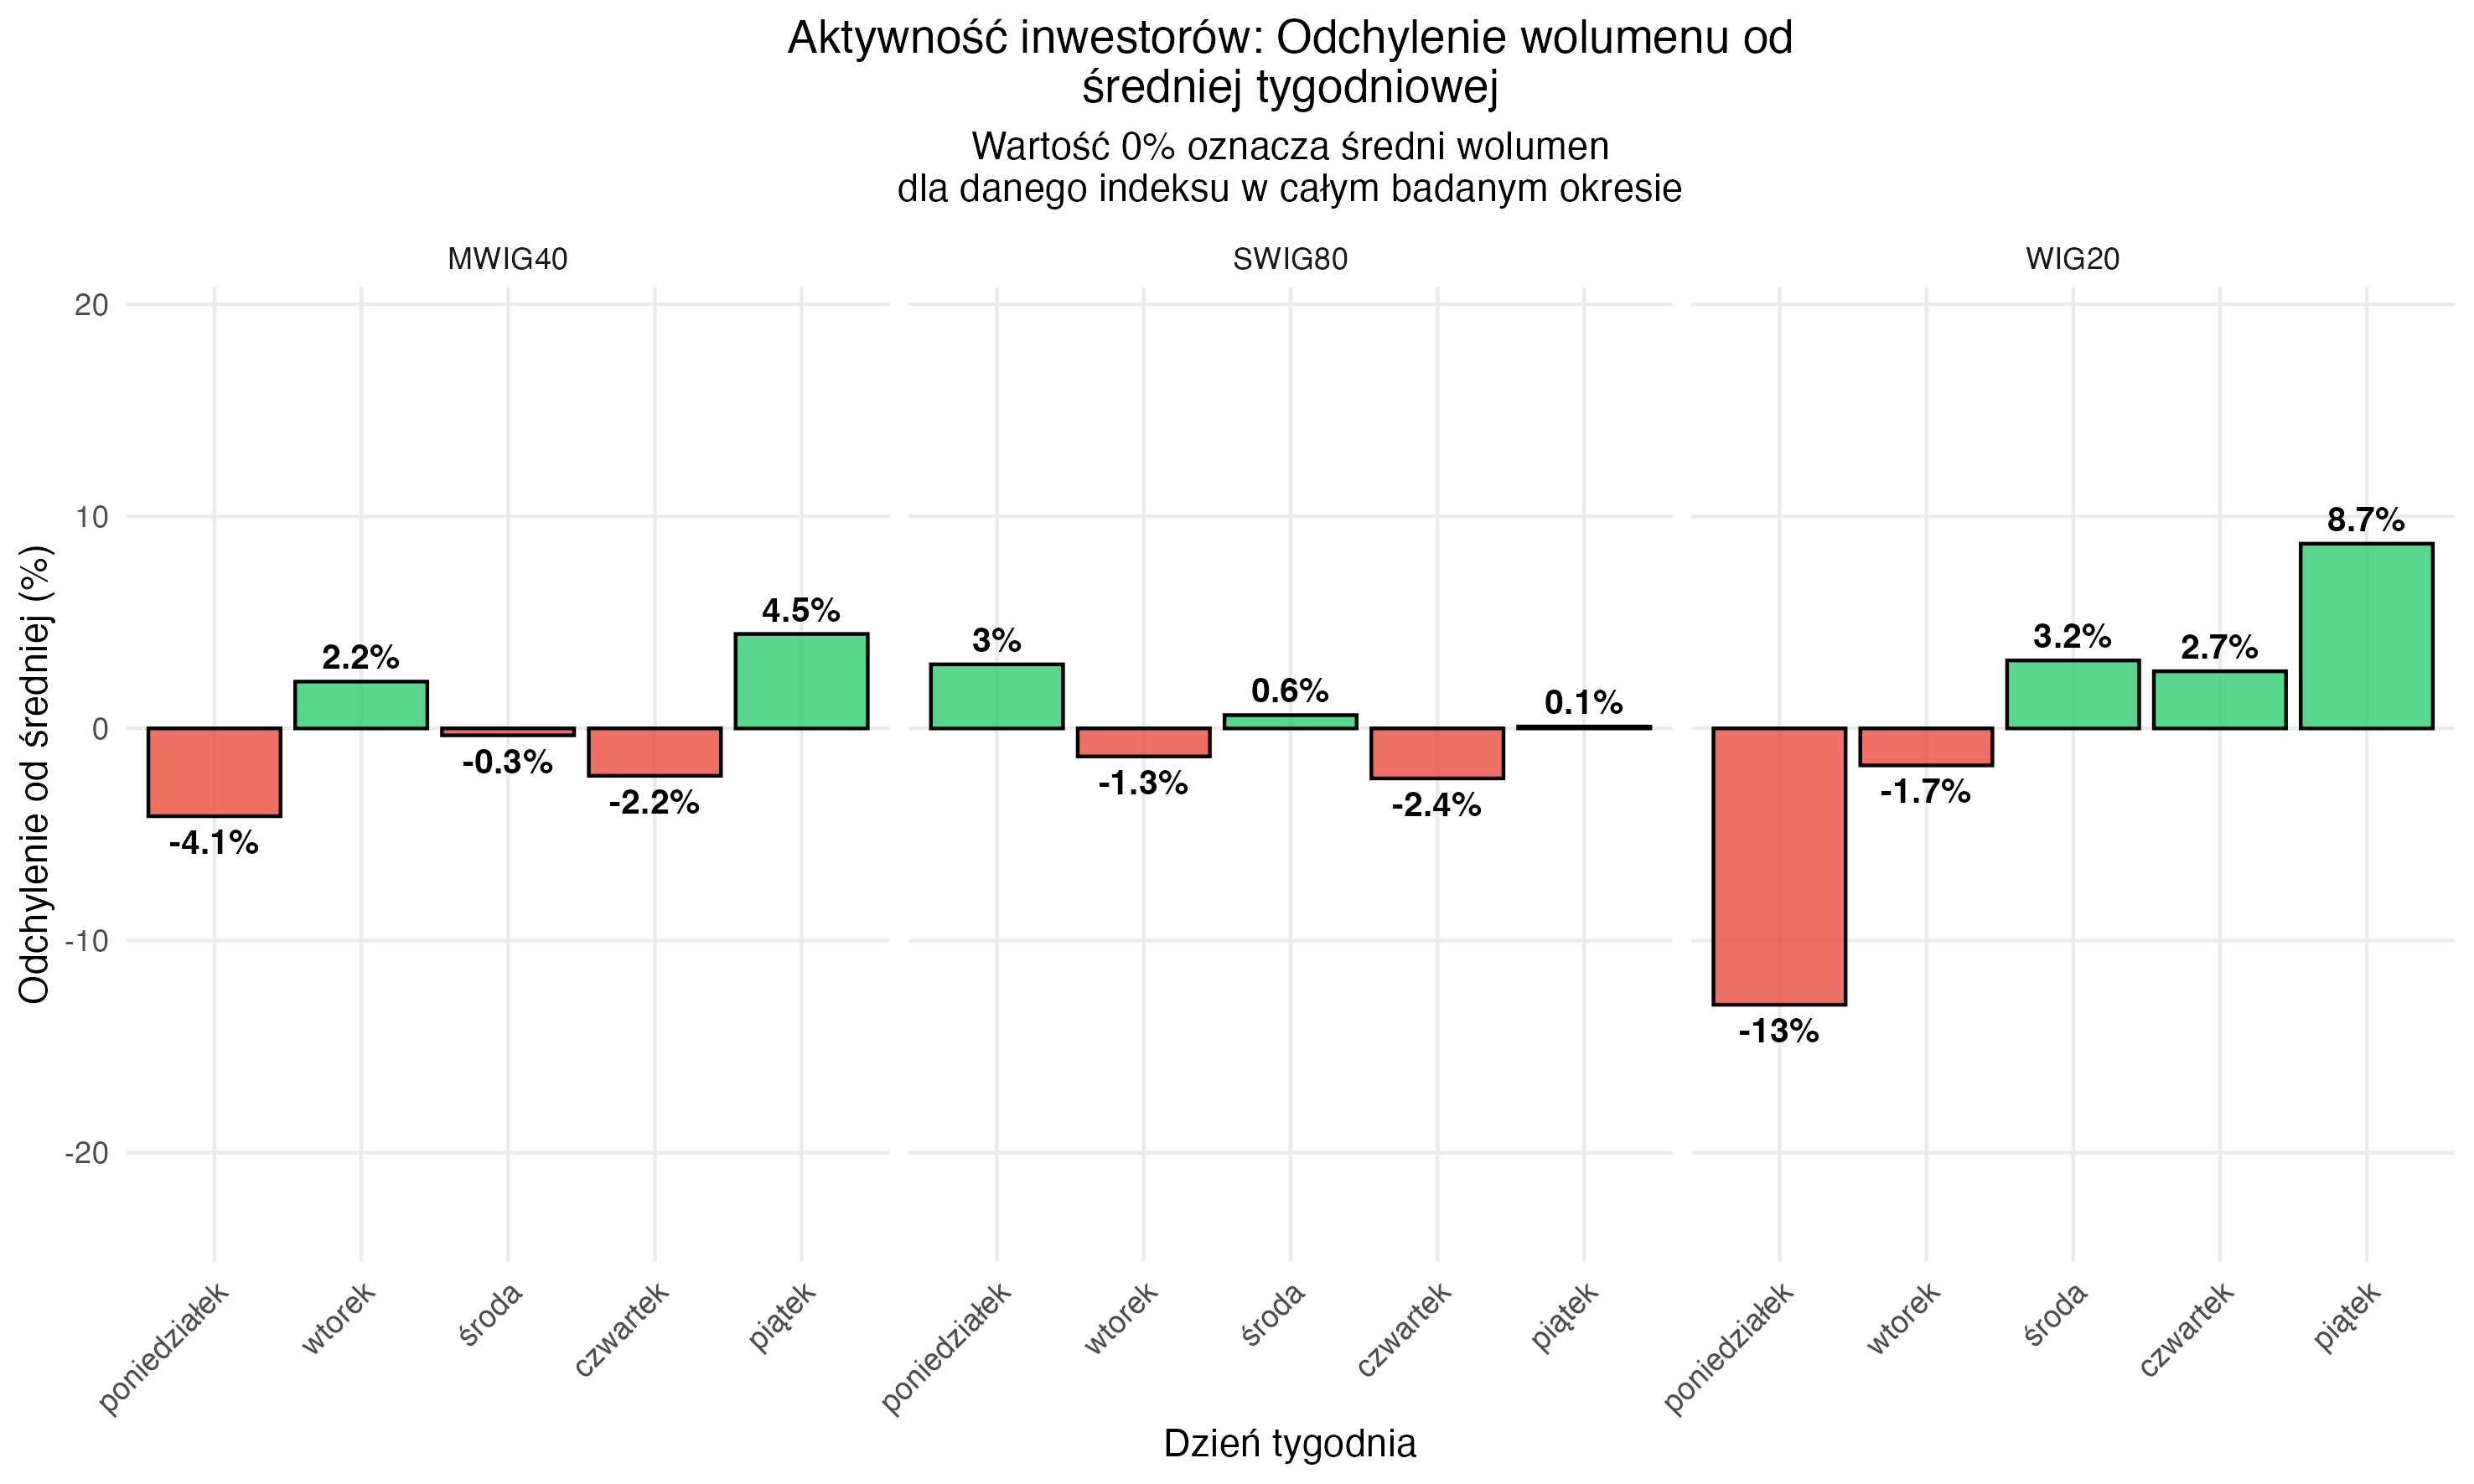 Aktywność inwestorów: Odchylenie wolumenu od
średniej tygodniowej
Wartość 0% oznacza średni wolumen
dla danego indeksu w całym badanym okresie
MWIG40
SWIG80
WIG20
Odchylenie od średniej (%)
20
10
0
-10
-20
-4.1%
2.2%
-0.3%
-2.2%
4.5%
3%
-1.3%
0.6%
-2.4%
0.1%
-13%
-1.7%
3.2%
2.7%
8.7%
poniedziałek
wtorek
środa
czwartek
piątek
poniedziałek
wtorek
środa
czwartek
piątek
poniedziałek
wtorek
środa
czwartek
piątek
Dzień tygodnia